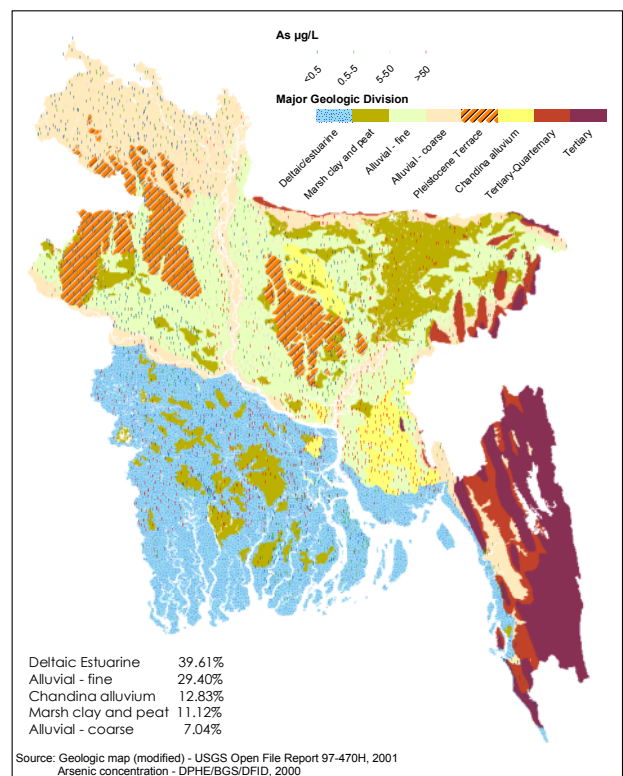 As µg/L
<0.5
0.5-5
5-50
>50
Major Geologic Division
Deltaic/estuarine
Marsh clay and peat
Alluvial - fine
Alluvial - coarse
Pleistocene Terrace
Chandina alluvium
Tertiary-Quaternary
Tertiary
Deltaic Estuarine 39.61%
Alluvial - fine 29.40%
Chandina alluvium 12.83%
Marsh clay and peat 11.12%
Alluvial - coarse 7.04%
Source: Geologic map (modified) - USGS Open File Report 97-470H, 2001
Arsenic concentration - DPHE/BGS/DFID, 2000